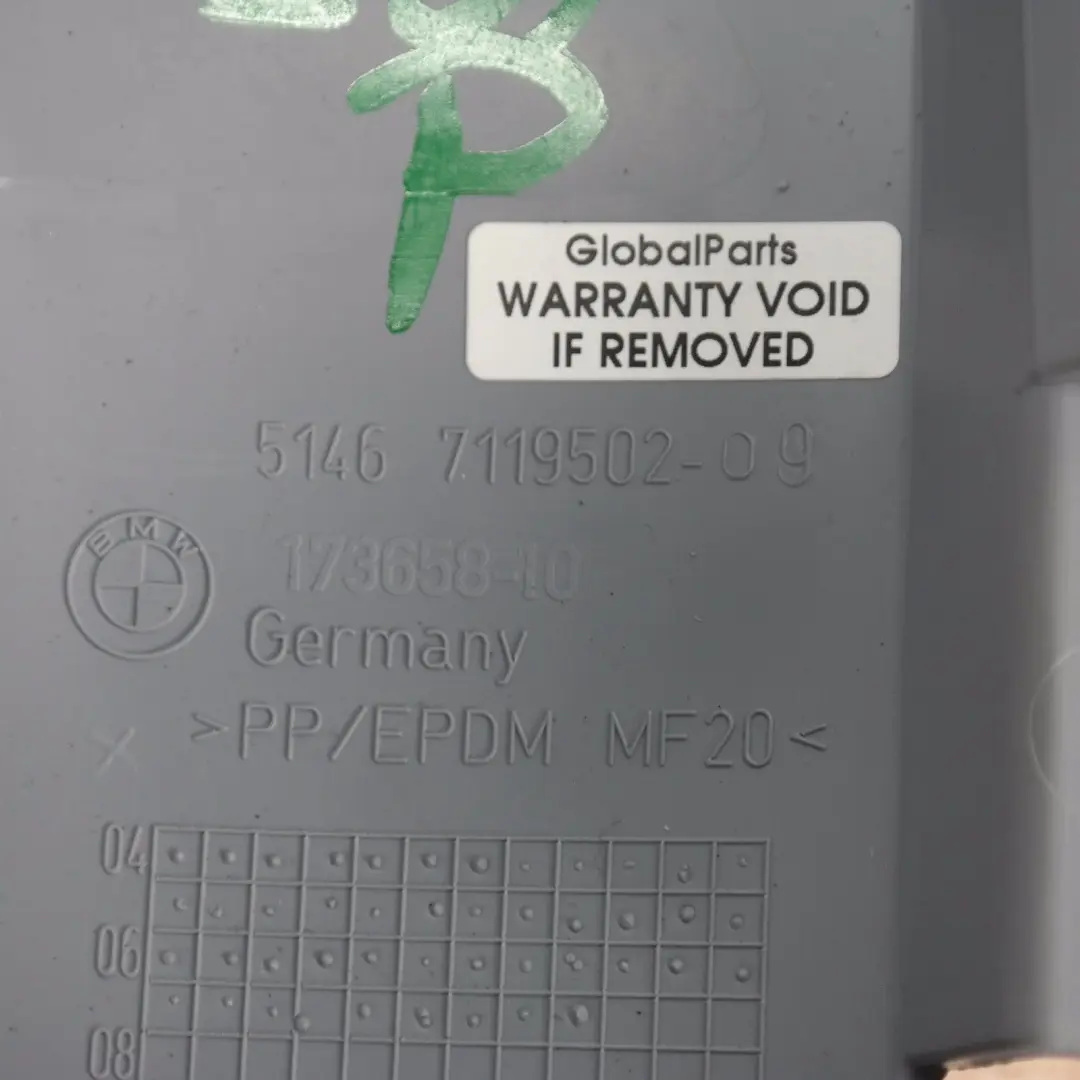 P
GlobalParts
WARRANTY VOID
IF REMOVED
5146 7119502-09
BMW
173658-10
Germany
>PP/EPDM MF20<
04
06
08